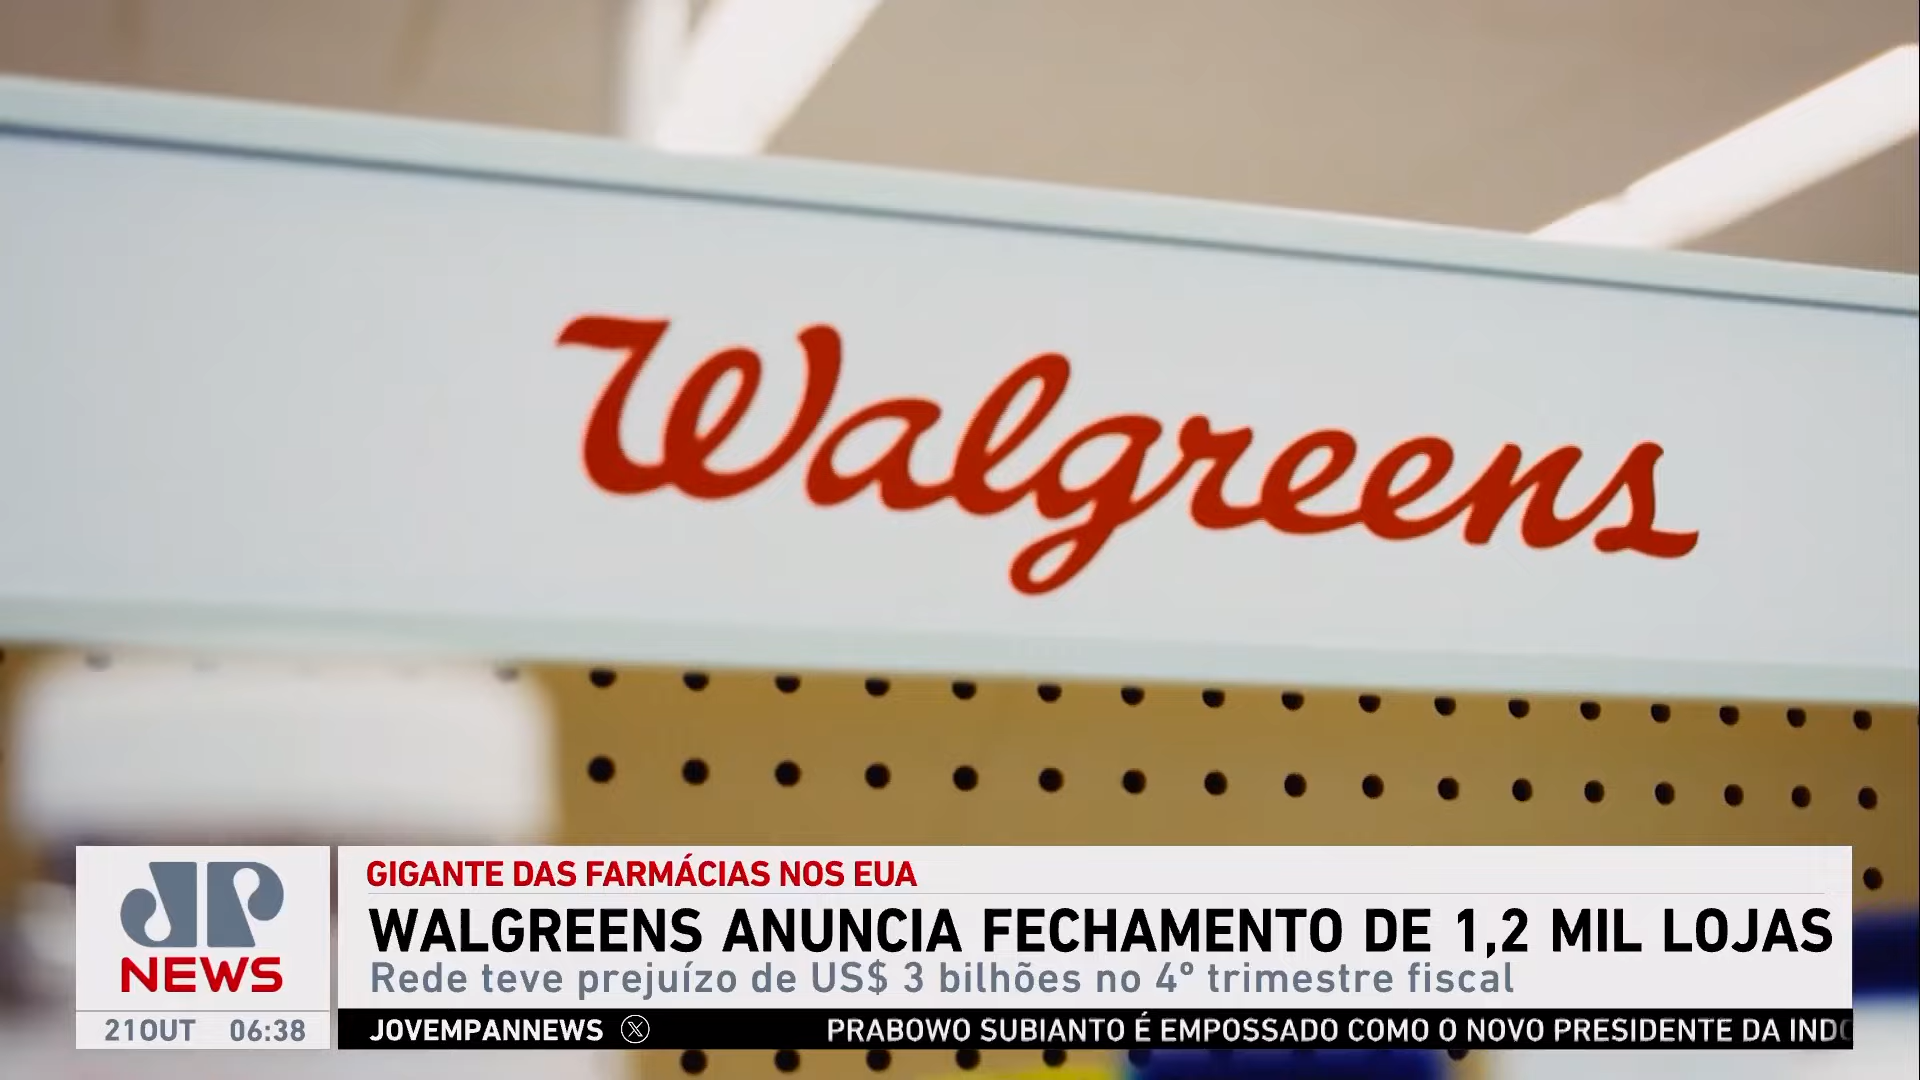 Walgreens
GIGANTE DAS FARMÁCIAS NOS EUA
WALGREENS ANUNCIA FECHAMENTO DE 1,2 MIL LOJAS
Rede teve prejuízo de US$ 3 bilhões no 4º trimestre fiscal
JP
NEWS
21OUT 06:38
JOVEMPANNEWS X PRABOWO SUBIANTO É EMPOSSADO COMO O NOVO PRESIDENTE DA